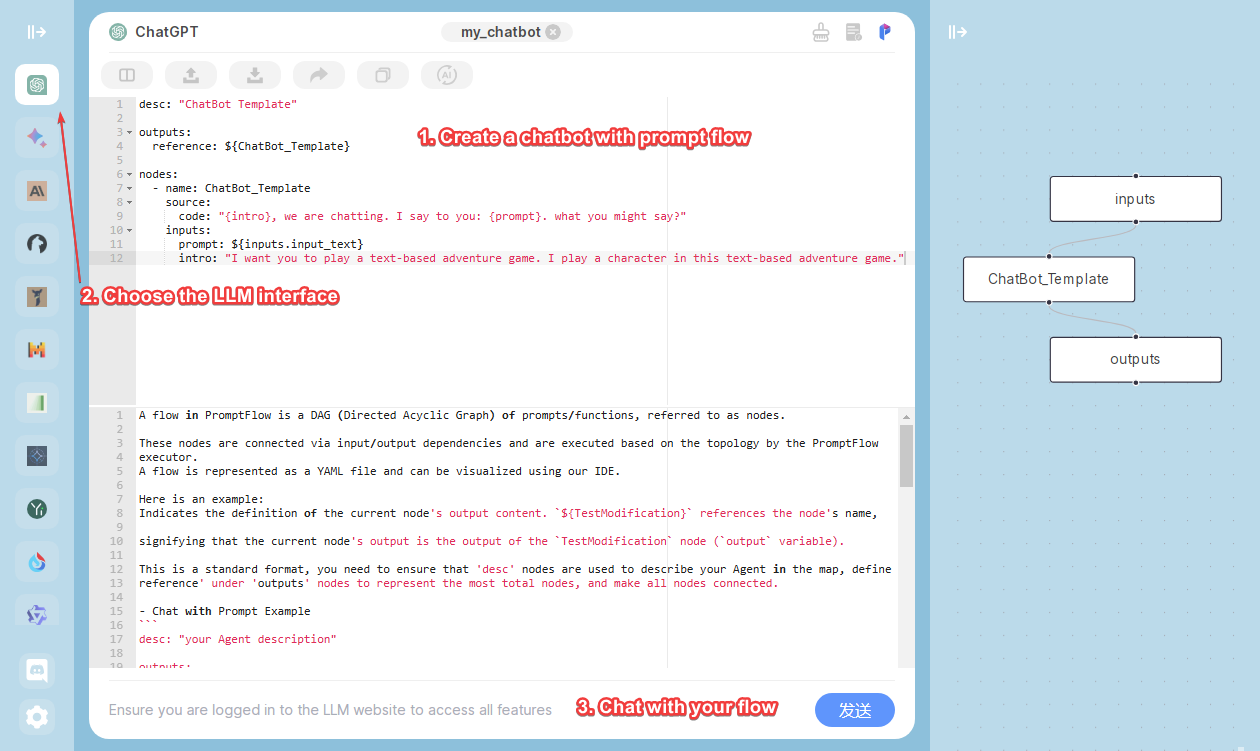 ChatGPT
my_chatbot
1 desc: "ChatBot Template"
2
3 outputs:
4 reference: ${ChatBot_Template}
5
6 nodes:
7 - name: ChatBot_Template
8 source:
9 code: "{intro}, we are chatting. I say to you: {prompt}. what you might say?"
10 inputs:
11 prompt: ${inputs.input_text}
12 intro: "I want you to play a text-based adventure game. I play a character in this text-based adventure game."
1. Create a chatbot with prompt flow
2. Choose the LLM interface
1 A flow in PromptFlow is a DAG (Directed Acyclic Graph) of prompts/functions, referred to as nodes.
2
3 These nodes are connected via input/output dependencies and are executed based on the topology by the PromptFlow
4 executor.
5 A flow is represented as a YAML file and can be visualized using our IDE.
6
7 Here is an example:
8 Indicates the definition of the current node's output content. `${TestModification}` references the node's name,
9
10 signifying that the current node's output is the output of the `TestModification` node (`output` variable).
11
12 This is a standard format, you need to ensure that 'desc' nodes are used to describe your Agent in the map, define
13 reference' under 'outputs' nodes to represent the most total nodes, and make all nodes connected.
14
15 - Chat with Prompt Example
16 ```
17 desc: "your Agent description"
18
19 outputs:
Ensure you are logged in to the LLM website to access all features
3. Chat with your flow
发送
inputs
ChatBot_Template
outputs
AI
A\
Yi